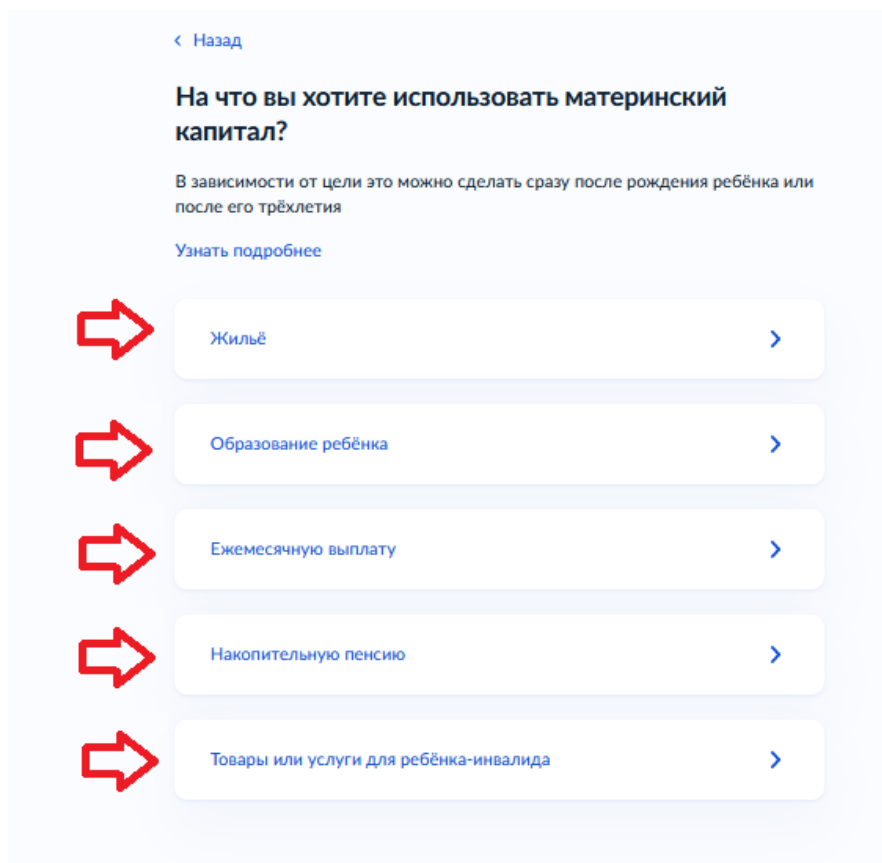 Назад
На что вы хотите использовать материнский
капитал?
В зависимости от цели это можно сделать сразу после рождения ребёнка или
после его трёхлетия
Узнать подробнее
Жильё
Образование ребёнка
Ежемесячную выплату
Накопительную пенсию
Товары или услуги для ребёнка-инвалида